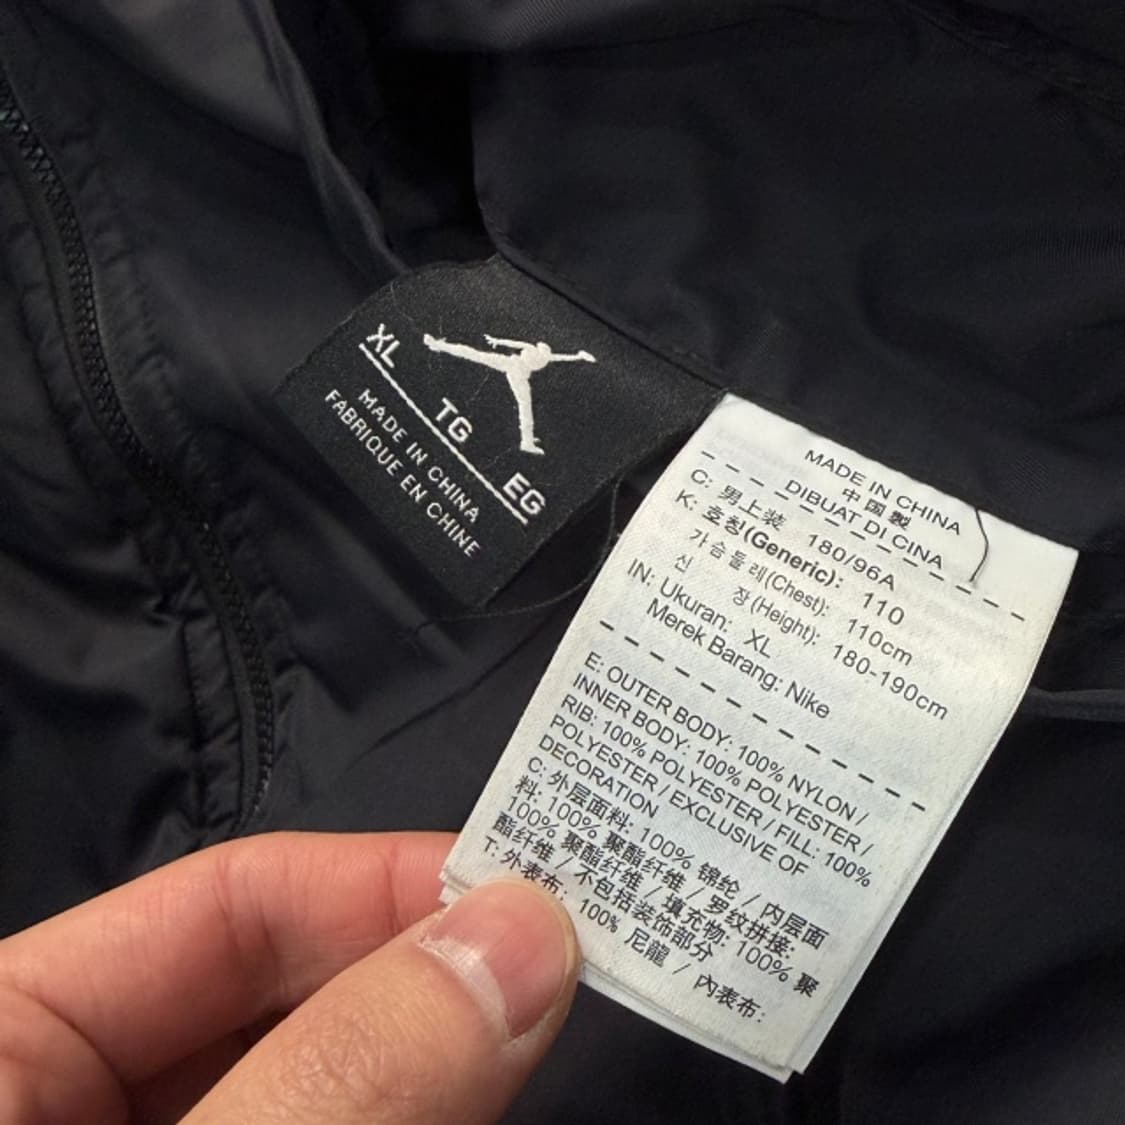 XL
TG
EG
MADE IN CHINA
FABRIQUE EN CHINE
MADE IN CHINA
中国製
DIBUAT DI CINA
C: 男上装 180/96A
K: 호칭(Generic): 110
가슴둘레(Chest): 110cm
신 장(Height): 180-190cm
IN: Ukuran: XL
Merek Barang: Nike
E: OUTER BODY: 100% NYLON /
INNER BODY: 100% POLYESTER /
RIB: 100% POLYESTER / FILL: 100%
POLYESTER / EXCLUSIVE OF
DECORATION
C: 外层面料: 100% 锦纶 / 内层面
料: 100% 聚酯纤维 / 罗纹拼接:
100% 聚酯纤维 / 填充物: 100% 聚
酯纤维 / 不包括装饰部分
T: 外表布: 100% 尼龍 / 內表布: